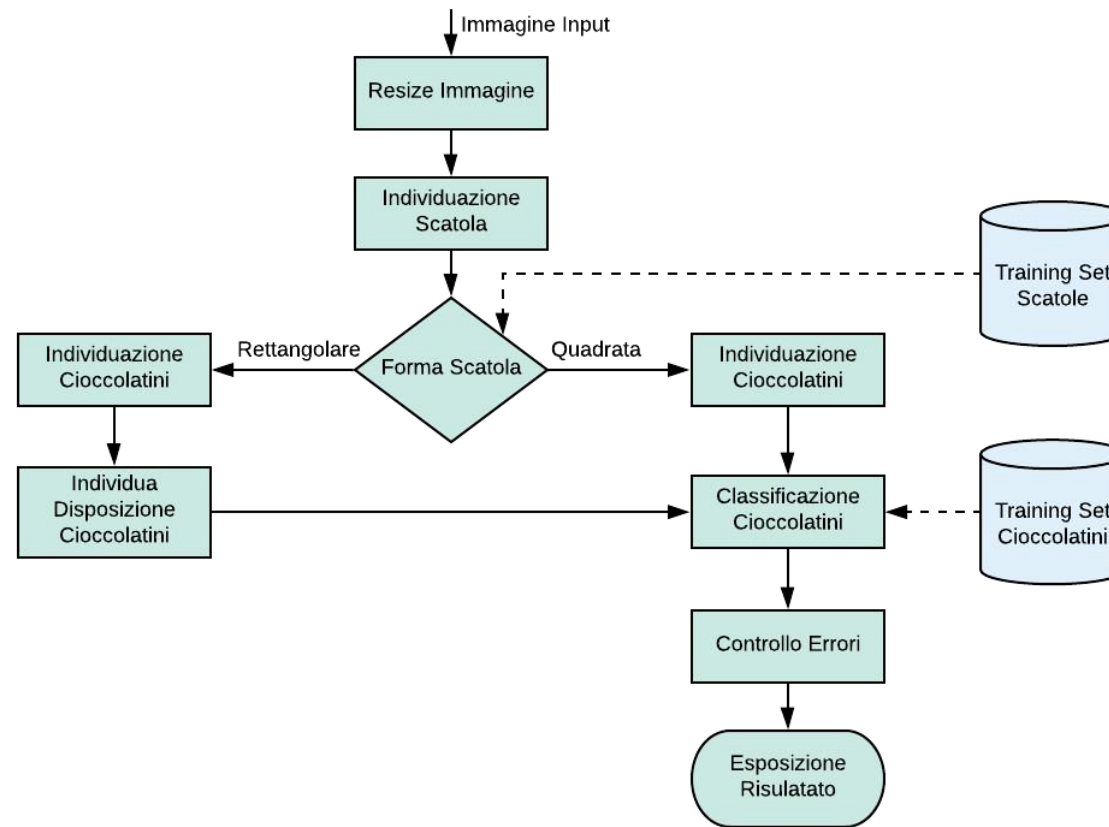 Immagine Input
Resize Immagine
Individuazione
Scatola
Training Set
Scatole
Individuazione
Cioccolatini
Rettangolare
Forma Scatola
Quadrata
Individuazione
Cioccolatini
Individua
Disposizione
Cioccolatini
Classificazione
Cioccolatini
Training Set
Cioccolatini
Controllo Errori
Esposizione
Risulatato